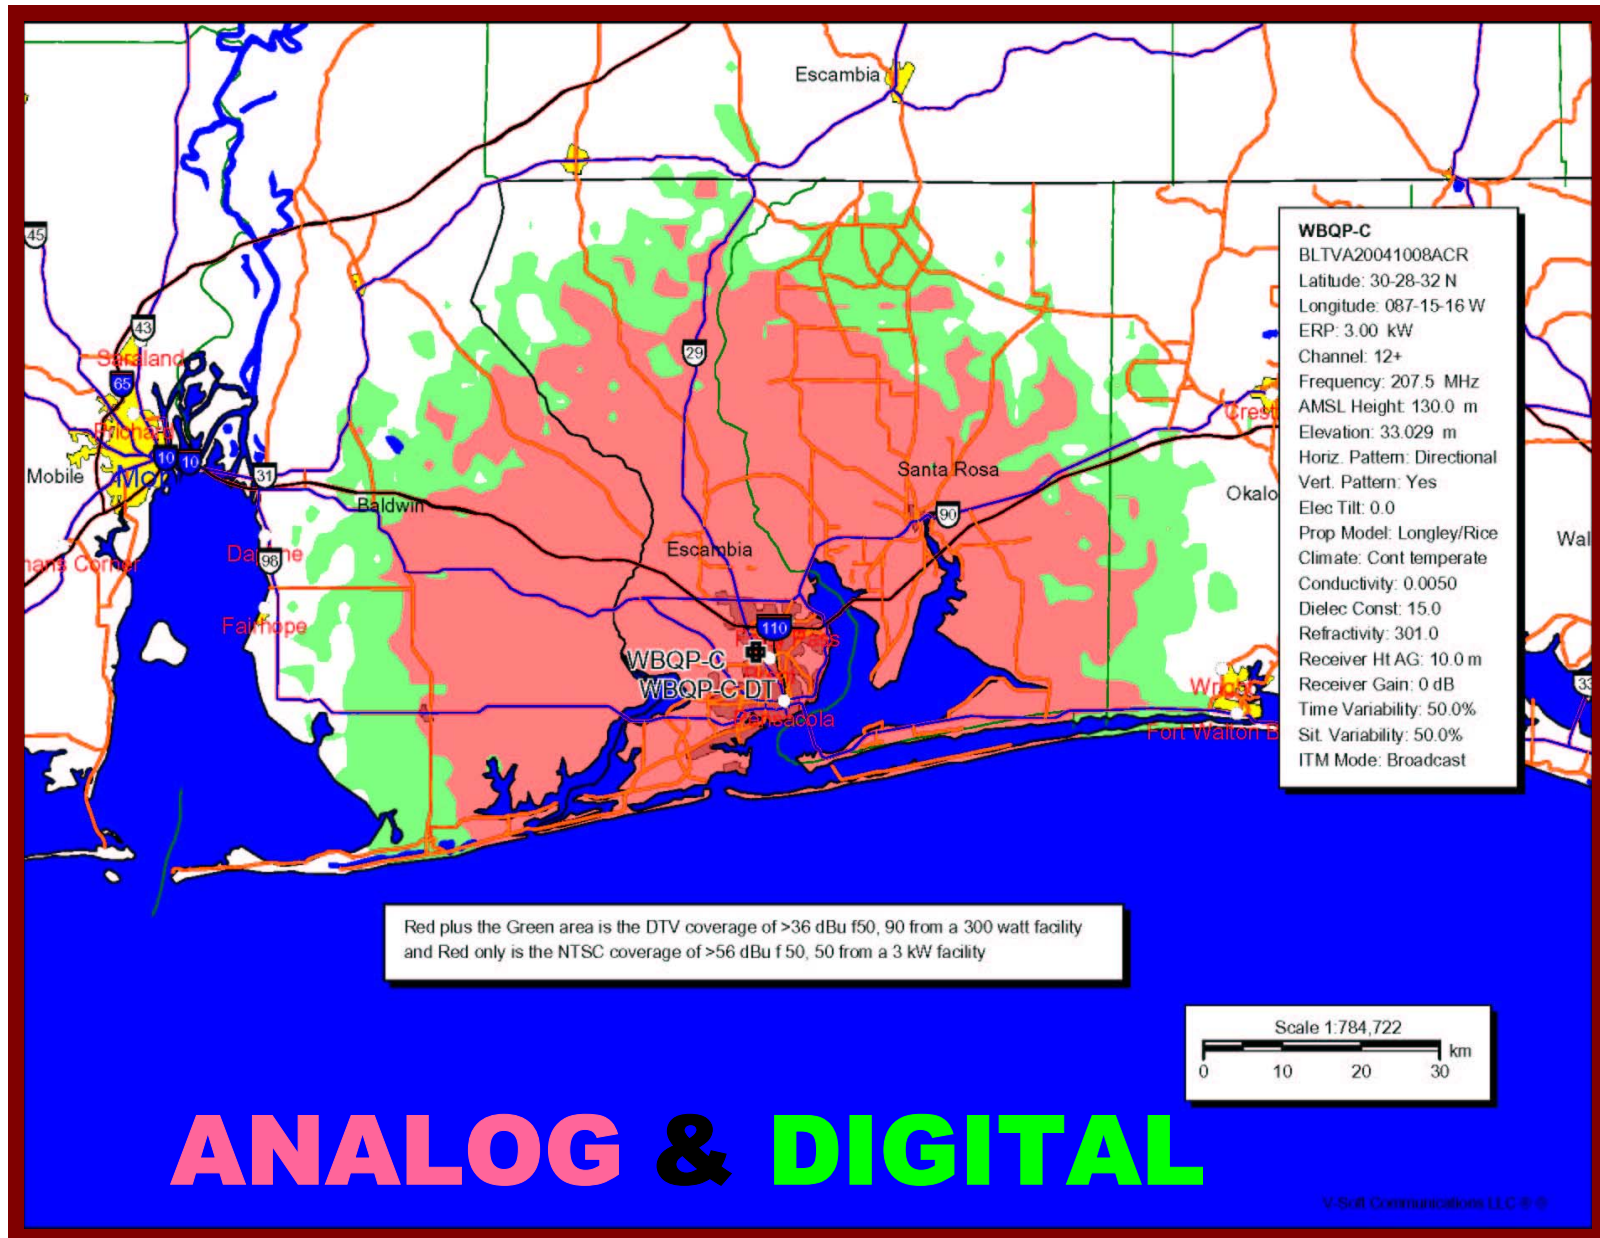 Escambia
45
43
Saraland
65
Prichard
10
10
31
Mobile
29
Santa Rosa
90
Baldwin
Escambia
98
Fairhope
110
WBQP-C
WBQP-C DT
Pensacola
Fort Walton B
Crest
Okalo
Wal
33
WBQP-C
BLTVA20041008ACR
Latitude: 30-28-32 N
Longitude: 087-15-16 W
ERP: 3.00 kW
Channel: 12+
Frequency: 207.5 MHz
AMSL Height: 130.0 m
Elevation: 33.029 m
Horiz. Pattern: Directional
Vert. Pattern: Yes
Elec Tilt: 0.0
Prop Model: Longley/Rice
Climate: Cont temperate
Conductivity: 0.0050
Dielec Const: 15.0
Refractivity: 301.0
Receiver Ht AG: 10.0 m
Receiver Gain: 0 dB
Time Variability: 50.0%
Sit. Variability: 50.0%
ITM Mode: Broadcast
Red plus the Green area is the DTV coverage of >36 dBu f50, 90 from a 300 watt facility
and Red only is the NTSC coverage of >56 dBu f 50, 50 from a 3 kW facility
Scale 1:784,722
km
0 10 20 30
ANALOG & DIGITAL
V-Soft Communications LLC ® ®